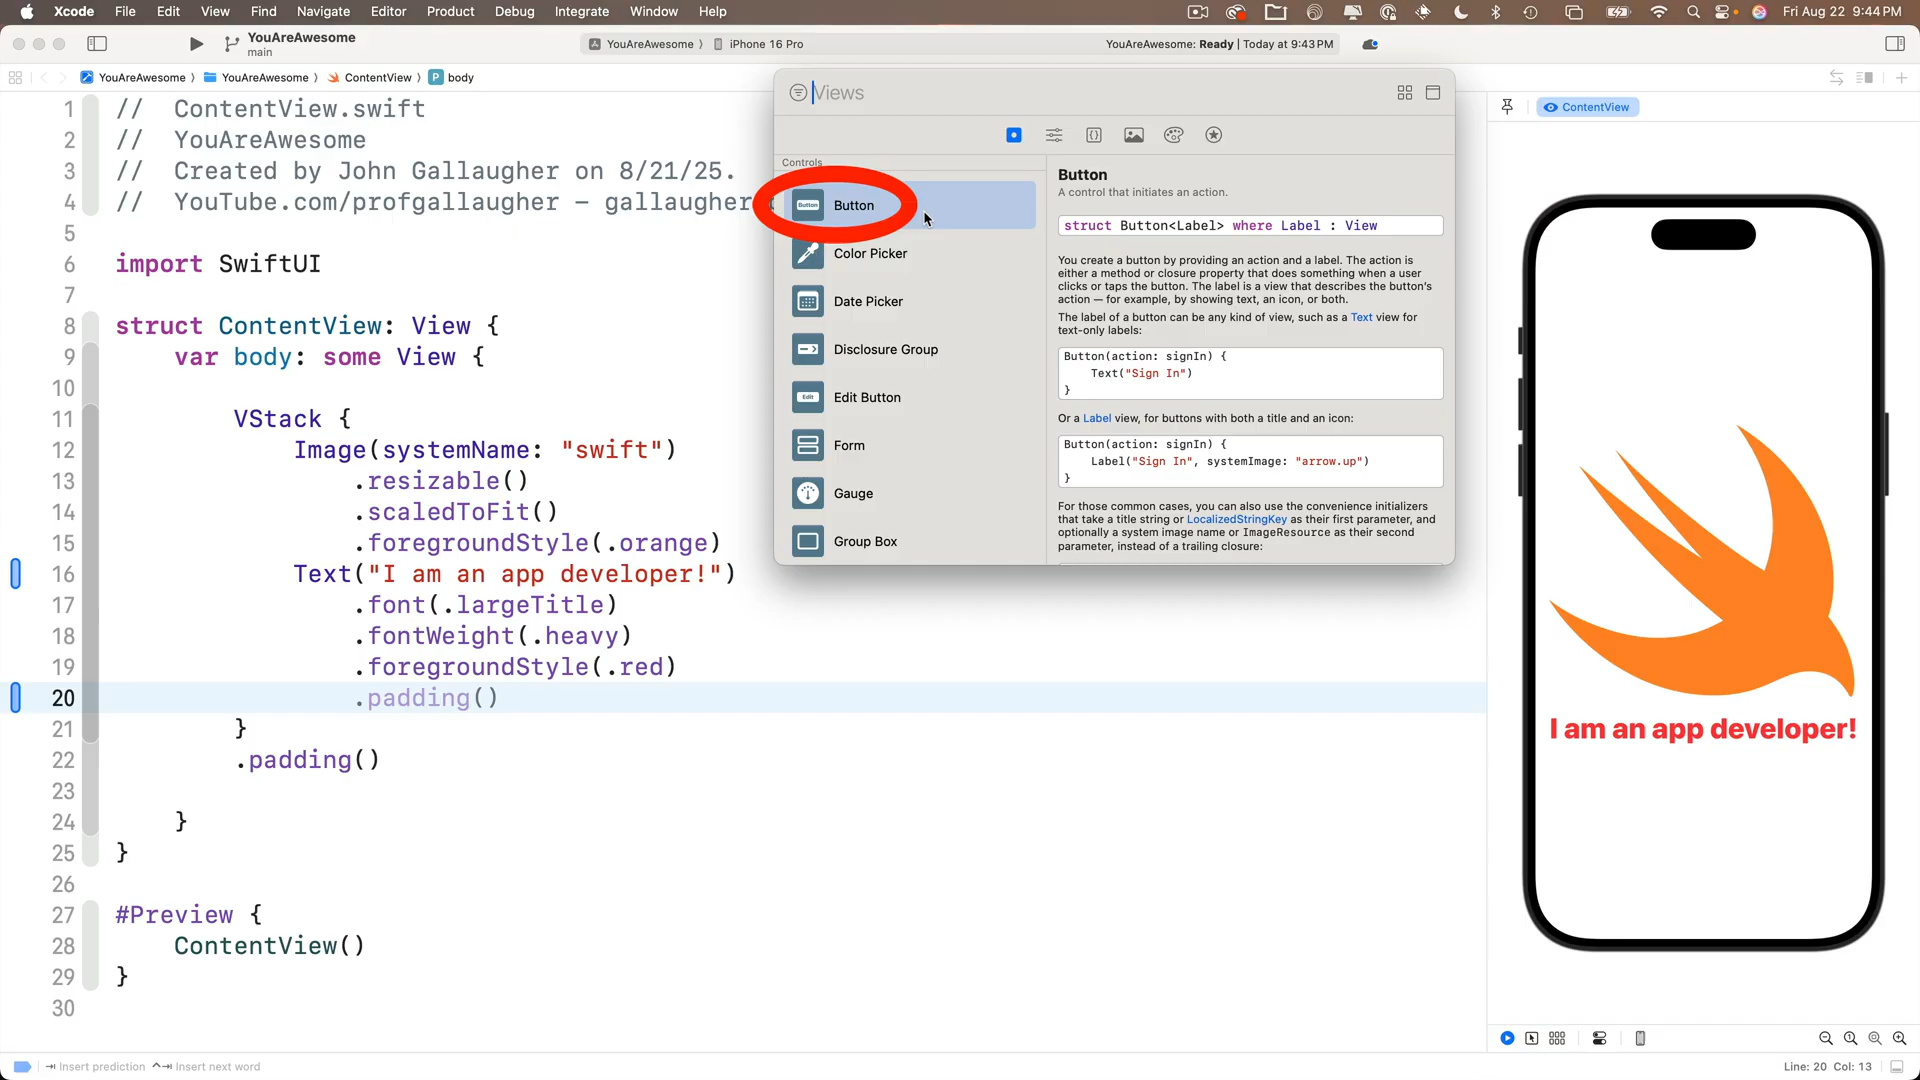 Xcode File Edit View Find Navigate Editor Product Debug Integrate Window Help Fri Aug 22 9:44 PM
YouAreAwesome
main
YouAreAwesome 〉 iPhone 16 Pro
YouAreAwesome: Ready | Today at 9:43 PM
YouAreAwesome 〉 YouAreAwesome 〉 ContentView 〉 P body
1 // ContentView.swift
2 // YouAreAwesome
3 // Created by John Gallaugher on 8/21/25.
4 // YouTube.com/profgallaugher – gallaugher
5
6 import SwiftUI
7
8 struct ContentView: View {
9 var body: some View {
10
11 VStack {
12 Image(systemName: "swift")
13 .resizable()
14 .scaledToFit()
15 .foregroundStyle(.orange)
16 Text("I am an app developer!")
17 .font(.largeTitle)
18 .fontWeight(.heavy)
19 .foregroundStyle(.red)
20 .padding()
21 }
22 .padding()
23
24 }
25 }
26
27 #Preview {
28 ContentView()
29 }
30
Views
Controls
Button Button
Color Picker
Date Picker
Disclosure Group
Edit Edit Button
Form
Gauge
Group Box
Button
A control that initiates an action.
struct Button<Label> where Label : View
You create a button by providing an action and a label. The action is
either a method or closure property that does something when a user
clicks or taps the button. The label is a view that describes the button's
action — for example, by showing text, an icon, or both.
The label of a button can be any kind of view, such as a Text view for
text-only labels:
Button(action: signIn) {
Text("Sign In")
}
Or a Label view, for buttons with both a title and an icon:
Button(action: signIn) {
Label("Sign In", systemImage: "arrow.up")
}
For those common cases, you can also use the convenience initializers
that take a title string or LocalizedStringKey as their first parameter, and
optionally a system image name or ImageResource as their second
parameter, instead of a trailing closure:
ContentView
I am an app developer!
Insert prediction Insert next word
Line: 20 Col: 13